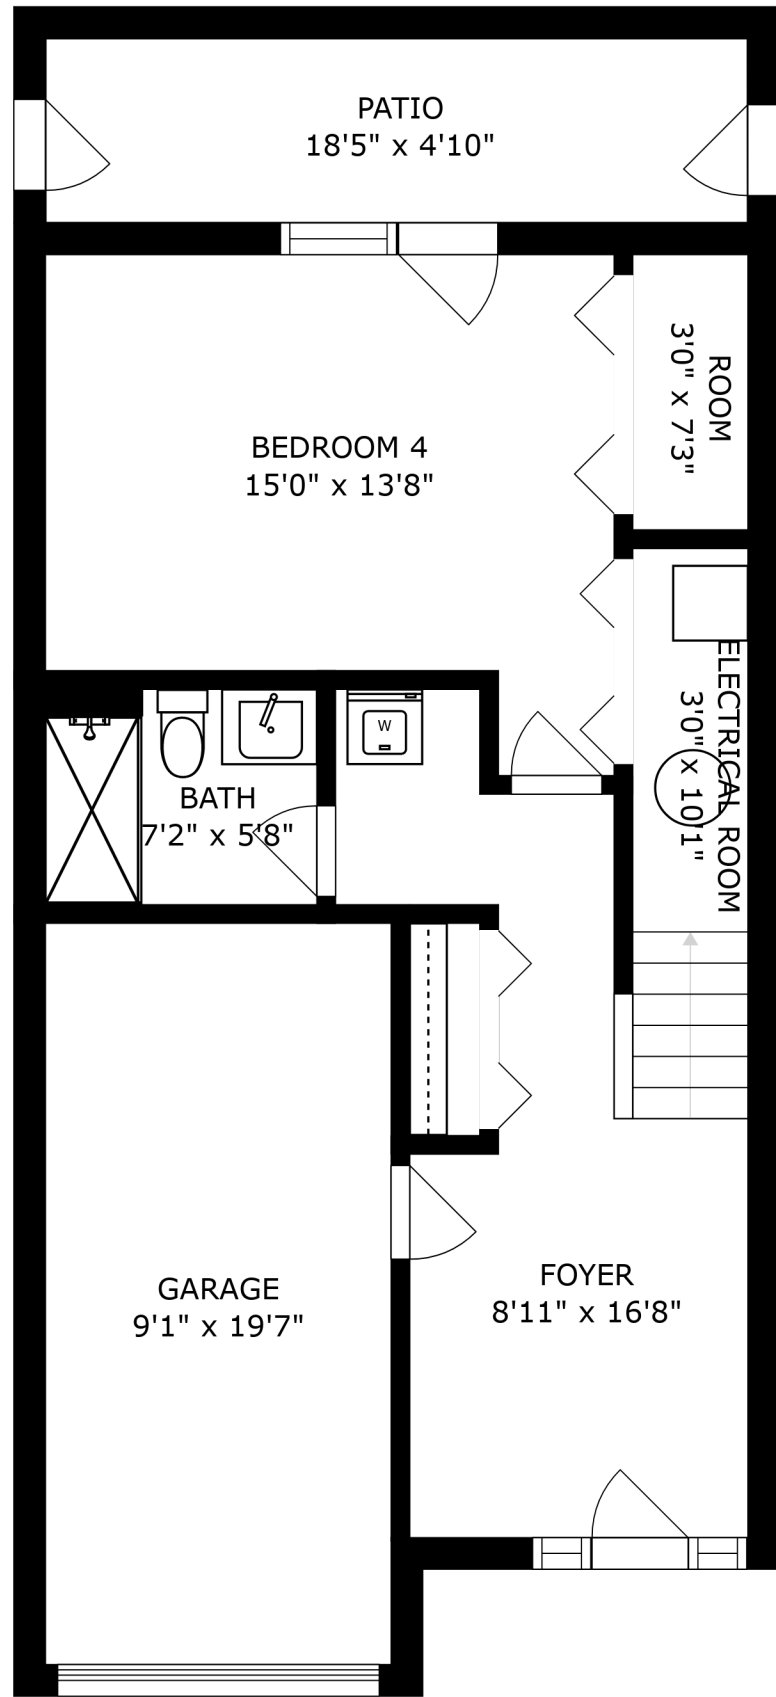 PATIO
18'5" x 4'10"
ROOM
3'0" x 7'3"
BEDROOM 4
15'0" x 13'8"
ELECTRICAL ROOM
3'0" x 10'1"
W
BATH
7'2" x 5'8"
GARAGE
9'1" x 19'7"
FOYER
8'11" x 16'8"